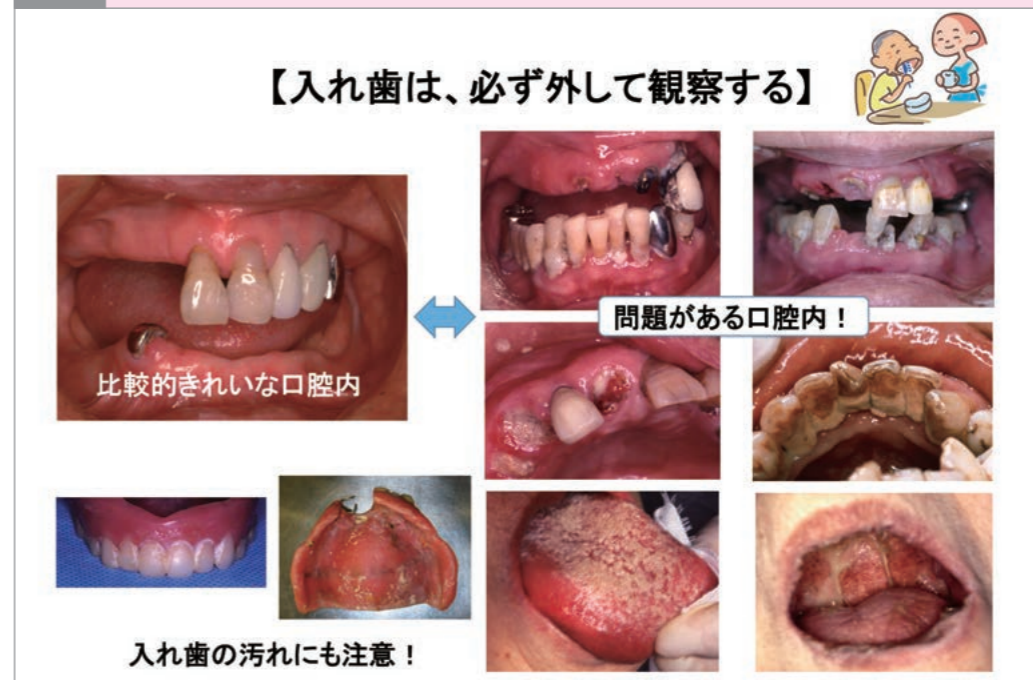 【入れ歯は、必ず外して観察する】
問題がある口腔内！
比較的きれいな口腔内
入れ歯の汚れにも注意！